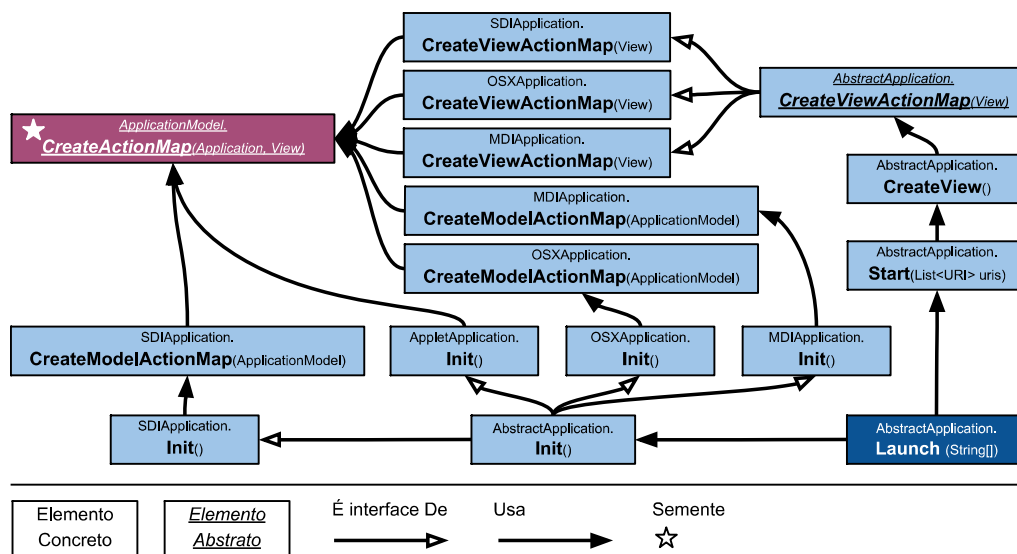 SDIApplication.
CreateViewActionMap(View)
OSXApplication.
CreateViewActionMap(View)
AbstractApplication.
CreateViewActionMap(View)
ApplicationModel.
CreateActionMap(Application, View)
MDIApplication.
CreateViewActionMap(View)
AbstractApplication.
CreateView()
MDIApplication.
CreateModelActionMap(ApplicationModel)
OSXApplication.
CreateModelActionMap(ApplicationModel)
AbstractApplication.
Start(List<URI> uris)
SDIApplication.
CreateModelActionMap(ApplicationModel)
AppletApplication.
Init()
OSXApplication.
Init()
MDIApplication.
Init()
SDIApplication.
Init()
AbstractApplication.
Init()
AbstractApplication.
Launch (String[])
Elemento
Concreto
Elemento
Abstrato
É interface De
Usa
Semente